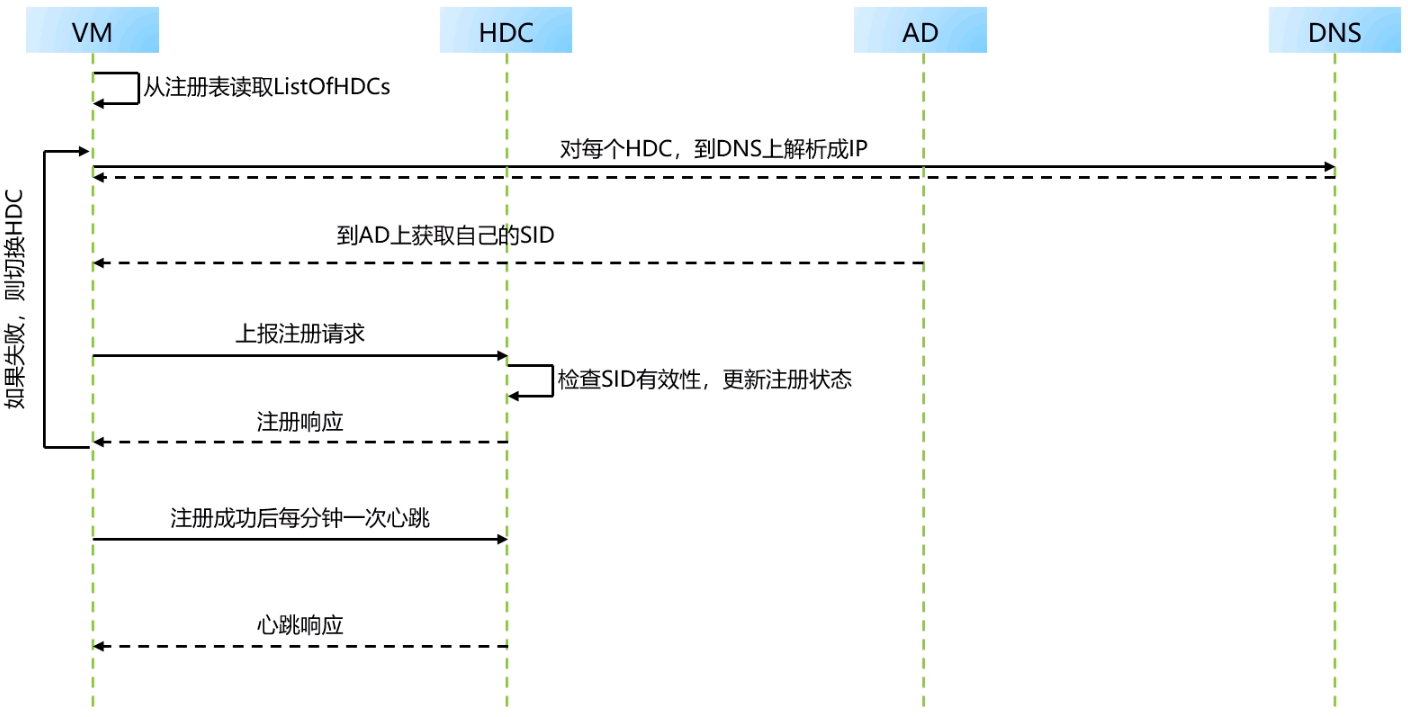 VM
HDC
AD
DNS
从注册表读取ListOfHDCs
对每个HDC，到DNS上解析成IP
到AD上获取自己的SID
如果失败，则切换HDC
上报注册请求
检查SID有效性，更新注册状态
注册响应
注册成功后每分钟一次心跳
心跳响应